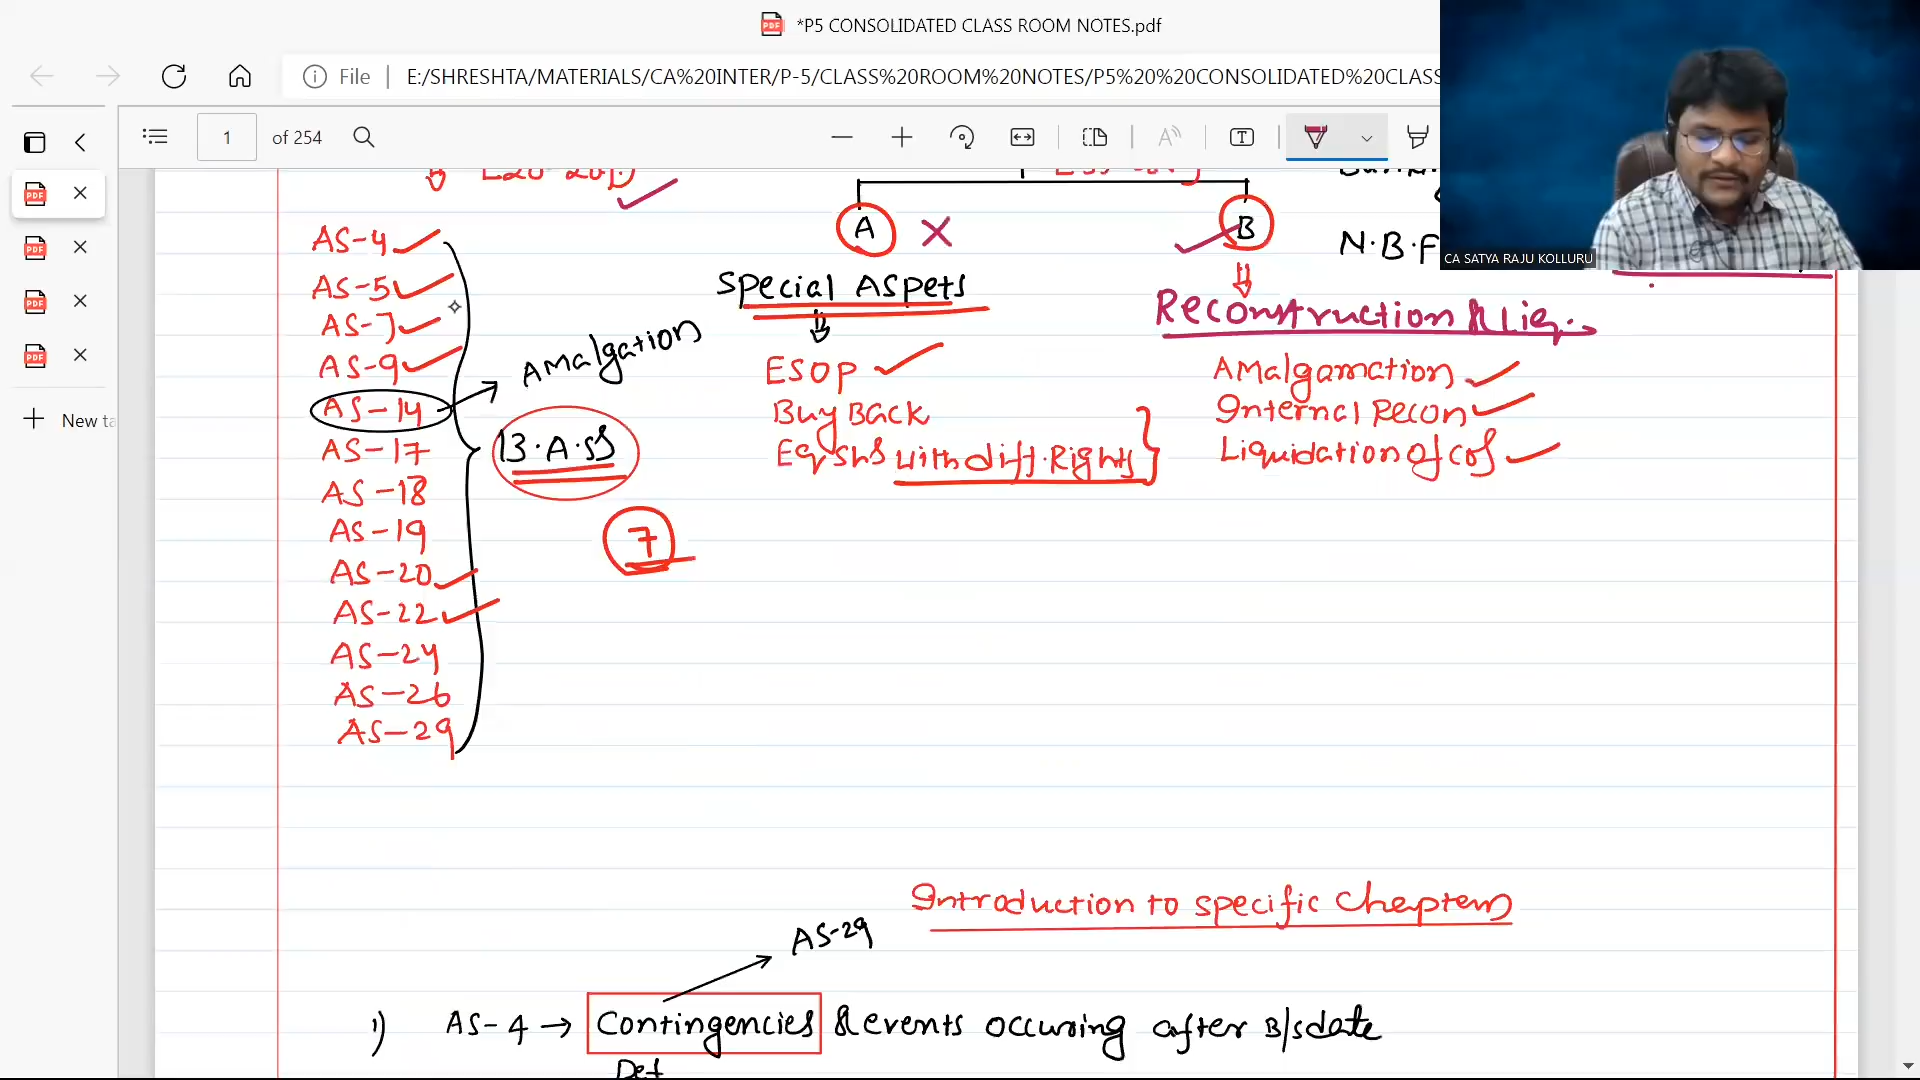 *P5 CONSOLIDATED CLASS ROOM NOTES.pdf
File E:/SHRESHTA/MATERIALS/CA%20INTER/P-5/CLASS%20ROOM%20NOTES/P5%20%20CONSOLIDATED%20CLASS
1 of 254
New ta
CA SATYA RAJU KOLLURU
A
B
N.B.F
AS-4
AS-5
AS-7
AS-9
AS-14
AS-17
AS-18
AS-19
AS-20
AS-22
AS-24
AS-26
AS-29
Amalgation
13.A.SS
7
Special Aspets
ESOP
Buy Back
Eq shs with diff.Rights
Reconstruction & Liq.
Amalgamation
Internal Recon
Liquidation of cos
Introduction to specific Chapters
AS-29
1) AS-4 → Contingencies & events occuring after B/s date
Def